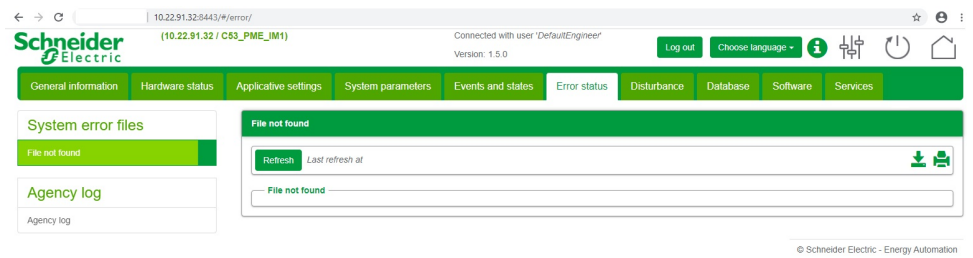 10.22.91.32:8443/#/error/
Schneider Electric
(10.22.91.32 / C53_PME_IM1)
Connected with user 'DefaultEngineer'
Version: 1.5.0
Log out
Choose language
General information
Hardware status
Applicative settings
System parameters
Events and states
Error status
Disturbance
Database
Software
Services
System error files
File not found
Agency log
Agency log
File not found
Refresh
Last refresh at
File not found
© Schneider Electric - Energy Automation